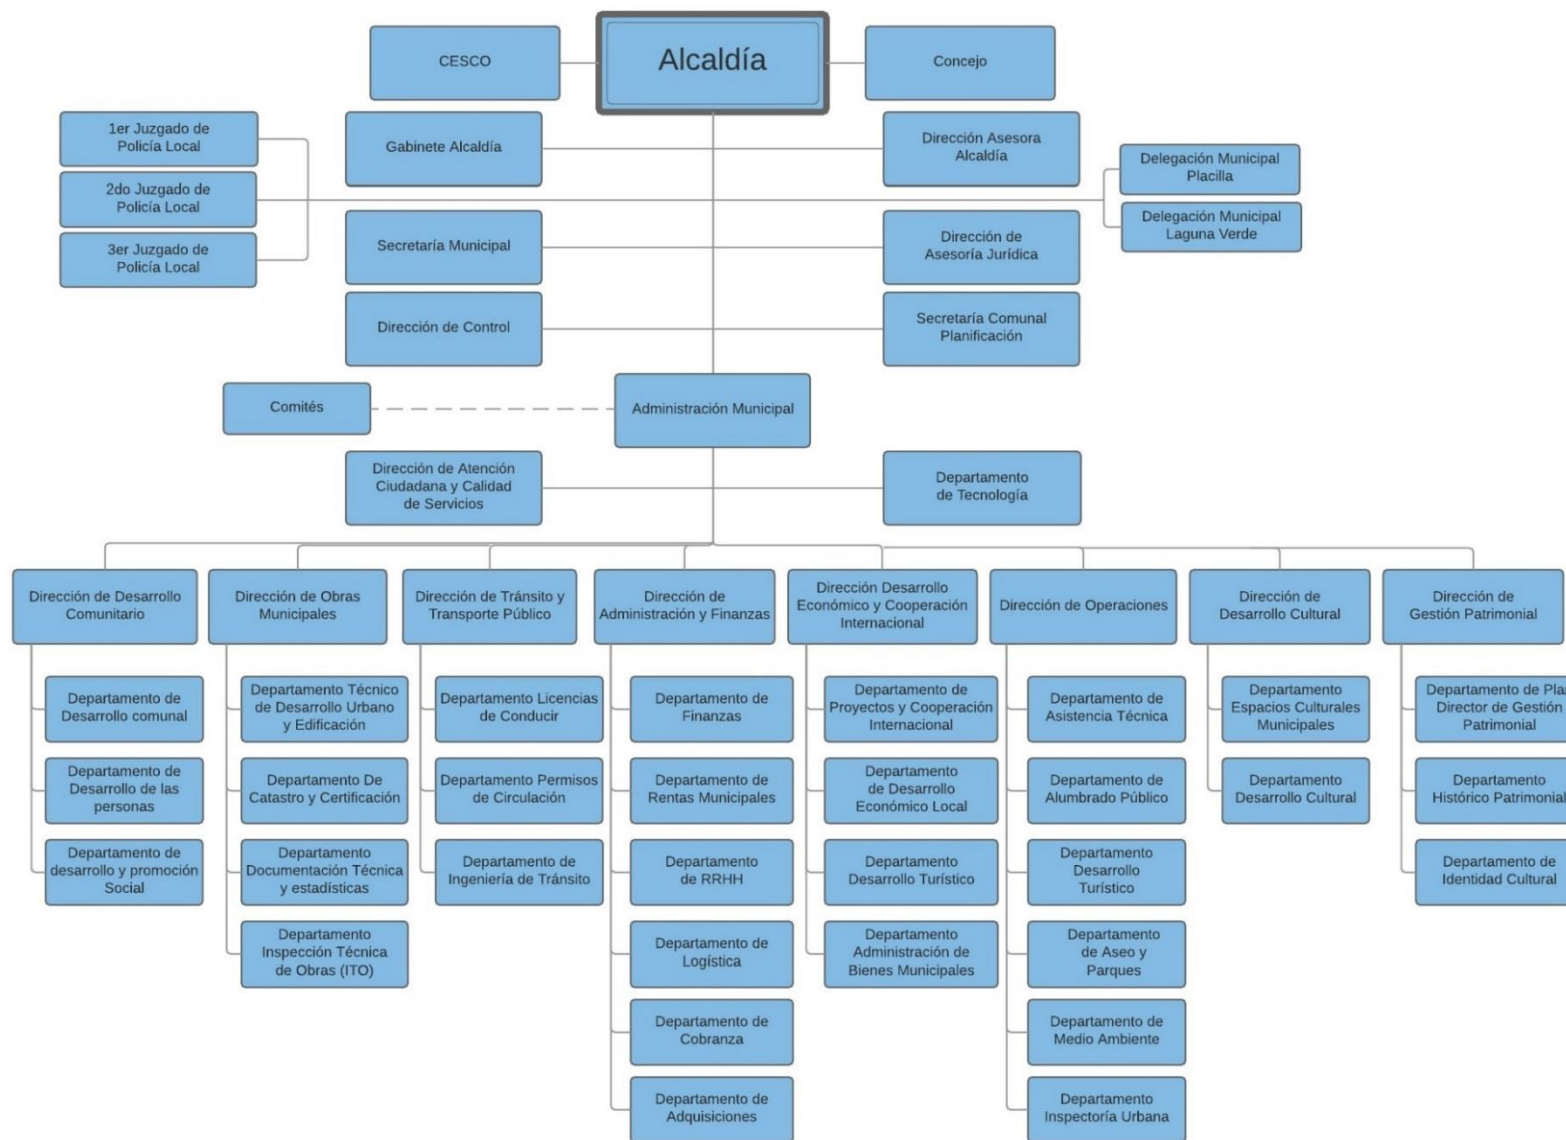 CESCO
Alcaldía
Concejo
1er Juzgado de
Policía Local
2do Juzgado de
Policía Local
3er Juzgado de
Policía Local
Gabinete Alcaldía
Dirección Asesora
Alcaldía
Delegación Municipal
Placilla
Delegación Municipal
Laguna Verde
Secretaría Municipal
Dirección de
Asesoría Jurídica
Dirección de Control
Secretaría Comunal
Planificación
Comités
Administración Municipal
Dirección de Atención
Ciudadana y Calidad
de Servicios
Departamento
de Tecnología
Dirección de Desarrollo
Comunitario
Departamento de
Desarrollo comunal
Departamento de
Desarrollo de las
personas
Departamento de
desarrollo y promoción
Social
Dirección de Obras
Municipales
Departamento Técnico
de Desarrollo Urbano
y Edificación
Departamento De
Catastro y Certificación
Departamento
Documentación Técnica
y estadísticas
Departamento
Inspección Técnica
de Obras (ITO)
Dirección de Tránsito y
Transporte Público
Departamento Licencias
de Conducir
Departamento Permisos
de Circulación
Departamento de
Ingeniería de Tránsito
Dirección de
Administración y Finanzas
Departamento de
Finanzas
Departamento de
Rentas Municipales
Departamento
de RRHH
Departamento de
Logística
Departamento de
Cobranza
Departamento de
Adquisiciones
Dirección Desarrollo
Económico y Cooperación
Internacional
Departamento de
Proyectos y Cooperación
Internacional
Departamento
de Desarrollo
Económico Local
Departamento
Desarrollo Turístico
Departamento
Administración de
Bienes Municipales
Dirección de Operaciones
Departamento de
Asistencia Técnica
Departamento de
Alumbrado Público
Departamento
Desarrollo
Turístico
Departamento
de Aseo y
Parques
Departamento de
Medio Ambiente
Departamento
Inspectoría Urbana
Dirección de
Desarrollo Cultural
Departamento
Espacios Culturales
Municipales
Departamento
Desarrollo Cultural
Dirección de
Gestión Patrimonial
Departamento de Pla
Director de Gestión
Patrimonial
Departamento
Histórico Patrimonial
Departamento de
Identidad Cultural